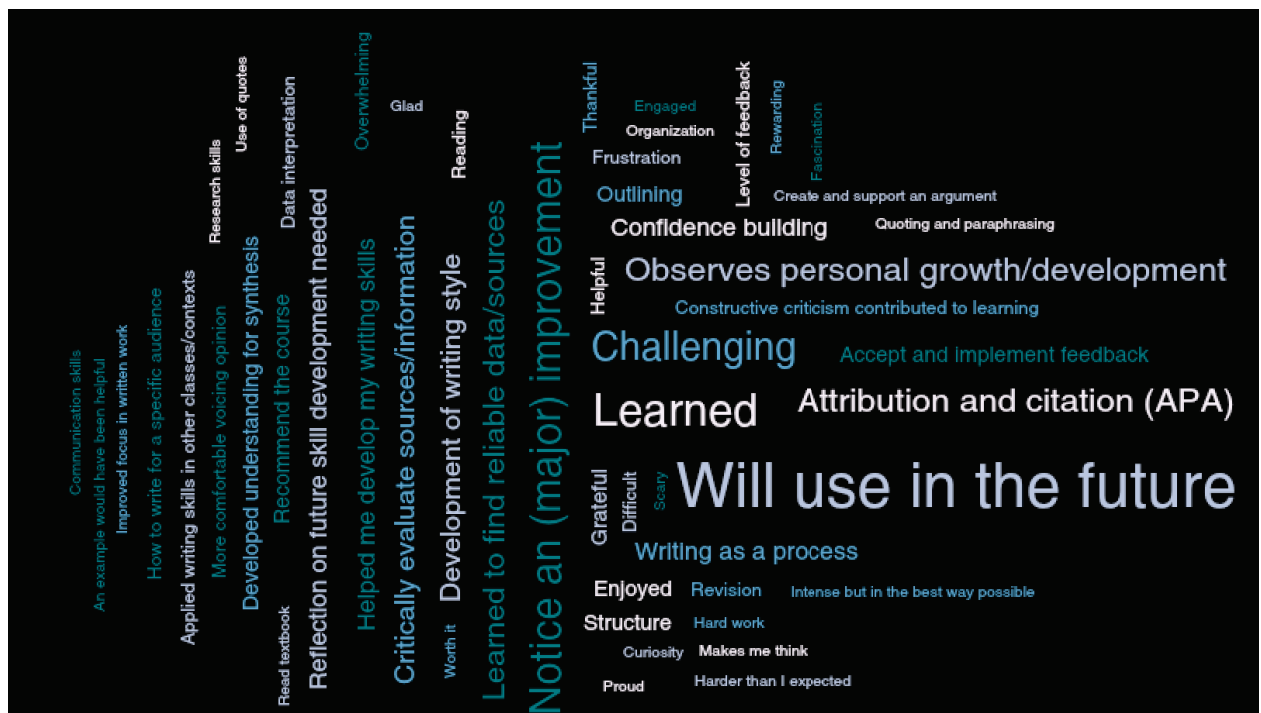 Communication skills
An example would have been helpful
Improved focus in written work
How to write for a specific audience
Applied writing skills in other classes/contexts
Research skills
More comfortable voicing opinion
Use of quotes
Developed understanding for synthesis
Data interpretation
Recommend the course
Read textbook
Reflection on future skill development needed
Overwhelming
Helped me develop my writing skills
Glad
Critically evaluate sources/information
Reading
Development of writing style
Worth it
Learned to find reliable data/sources
Notice an (major) improvement
Thankful
Engaged
Organization
Frustration
Level of feedback
Rewarding
Fascination
Outlining
Create and support an argument
Confidence building
Quoting and paraphrasing
Helpful
Observes personal growth/development
Constructive criticism contributed to learning
Challenging
Accept and implement feedback
Learned
Attribution and citation (APA)
Grateful
Difficult
Scary
Will use in the future
Writing as a process
Enjoyed
Revision
Intense but in the best way possible
Structure
Hard work
Curiosity
Makes me think
Proud
Harder than I expected